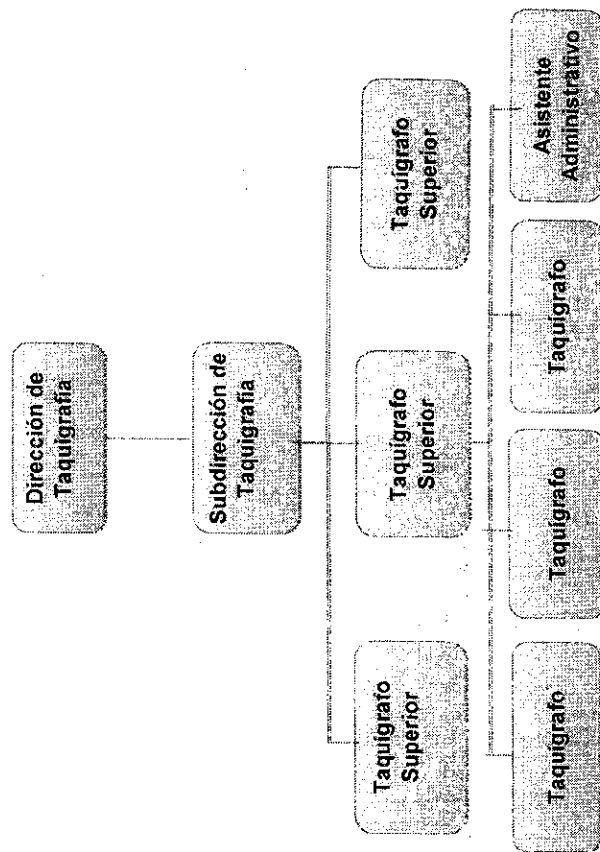 Dirección de
Taquigrafía
Subdirección de
Taquigrafía
Taquígrafo
Superior
Taquígrafo
Superior
Taquígrafo
Superior
Taquígrafo
Taquígrafo
Taquígrafo
Asistente
Administrativo